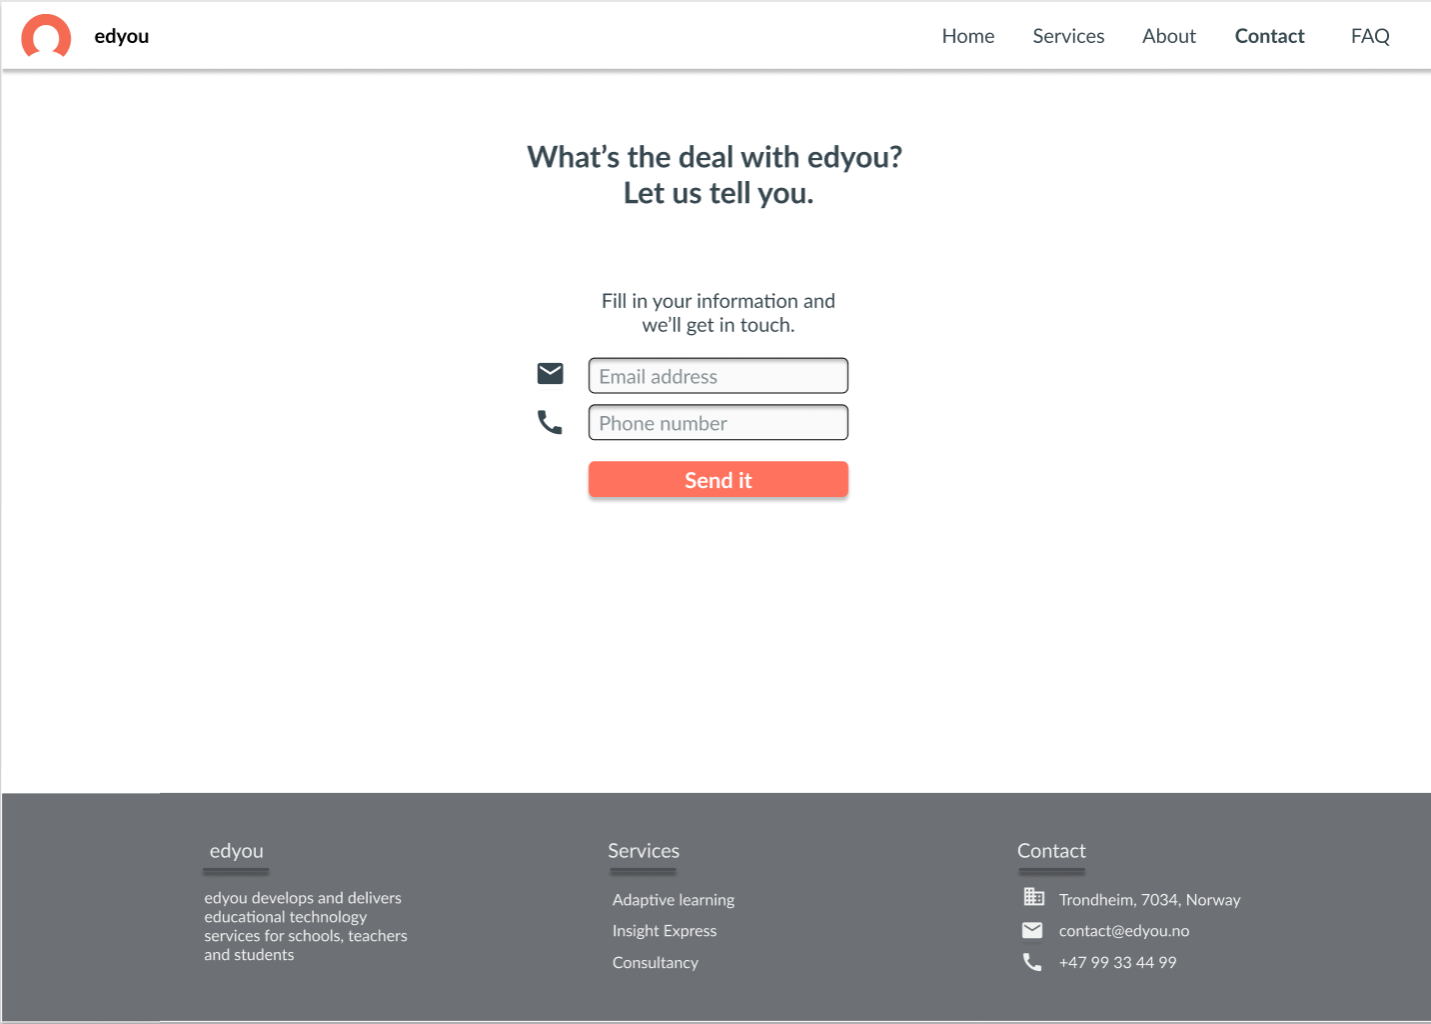 edyou
Home Services About Contact FAQ
What's the deal with edyou?
Let us tell you.
Fill in your information and
we'll get in touch.
Email address
Phone number
Send it
edyou
edyou develops and delivers
educational technology
services for schools, teachers
and students
Services
Adaptive learning
Insight Express
Consultancy
Contact
Trondheim, 7034, Norway
contact@edyou.no
+47 99 33 44 99